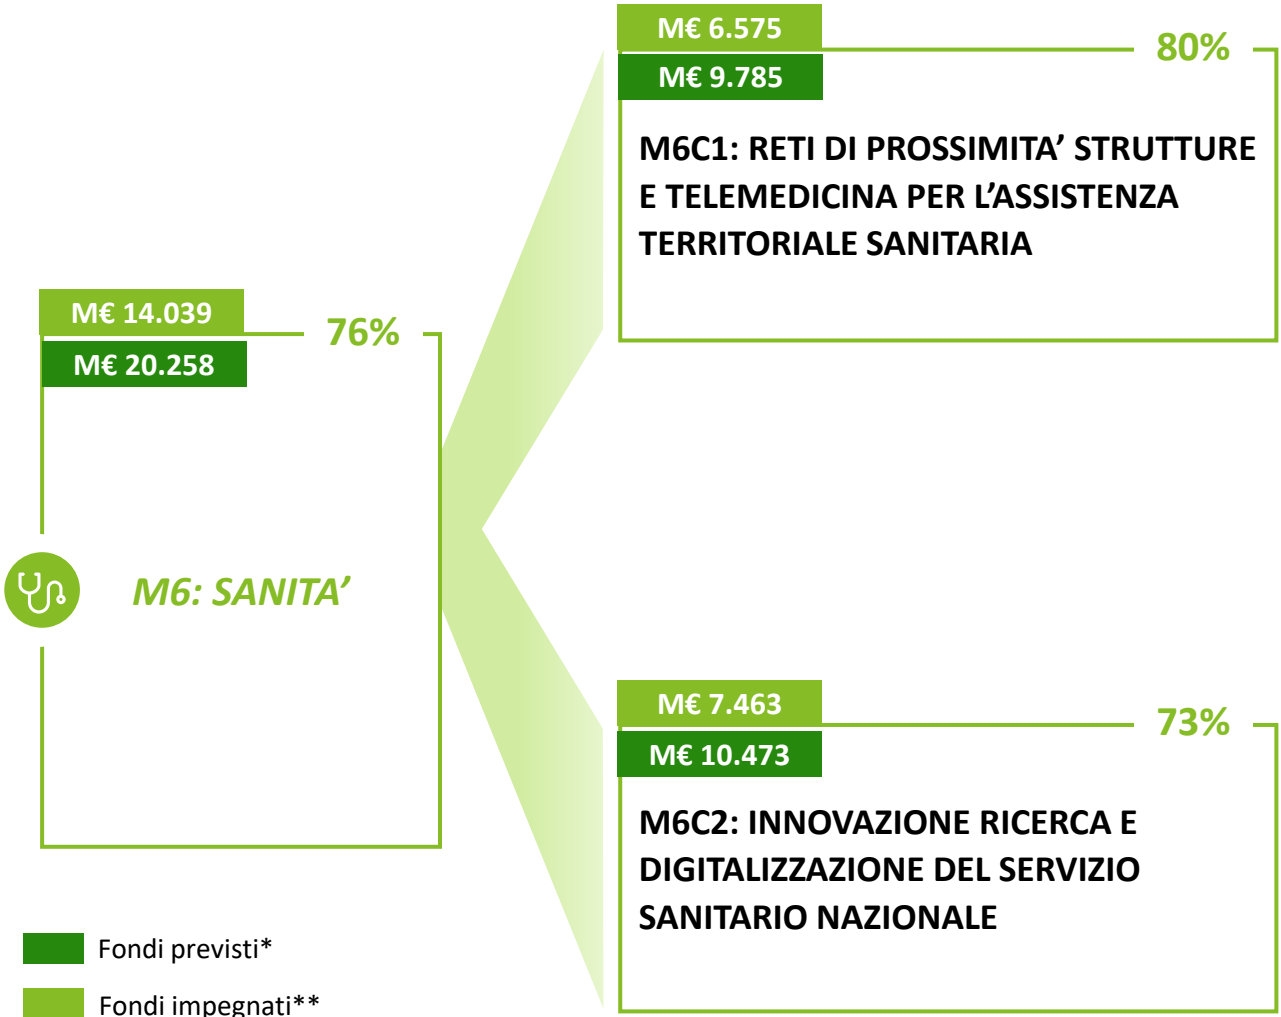 M€ 14.039
M€ 20.258
76%
M6: SANITA’
M€ 6.575
M€ 9.785
80%
M6C1: RETI DI PROSSIMITA’ STRUTTURE
E TELEMEDICINA PER L’ASSISTENZA
TERRITORIALE SANITARIA
M€ 7.463
M€ 10.473
73%
M6C2: INNOVAZIONE RICERCA E
DIGITALIZZAZIONE DEL SERVIZIO
SANITARIO NAZIONALE
Fondi previsti*
Fondi impegnati**